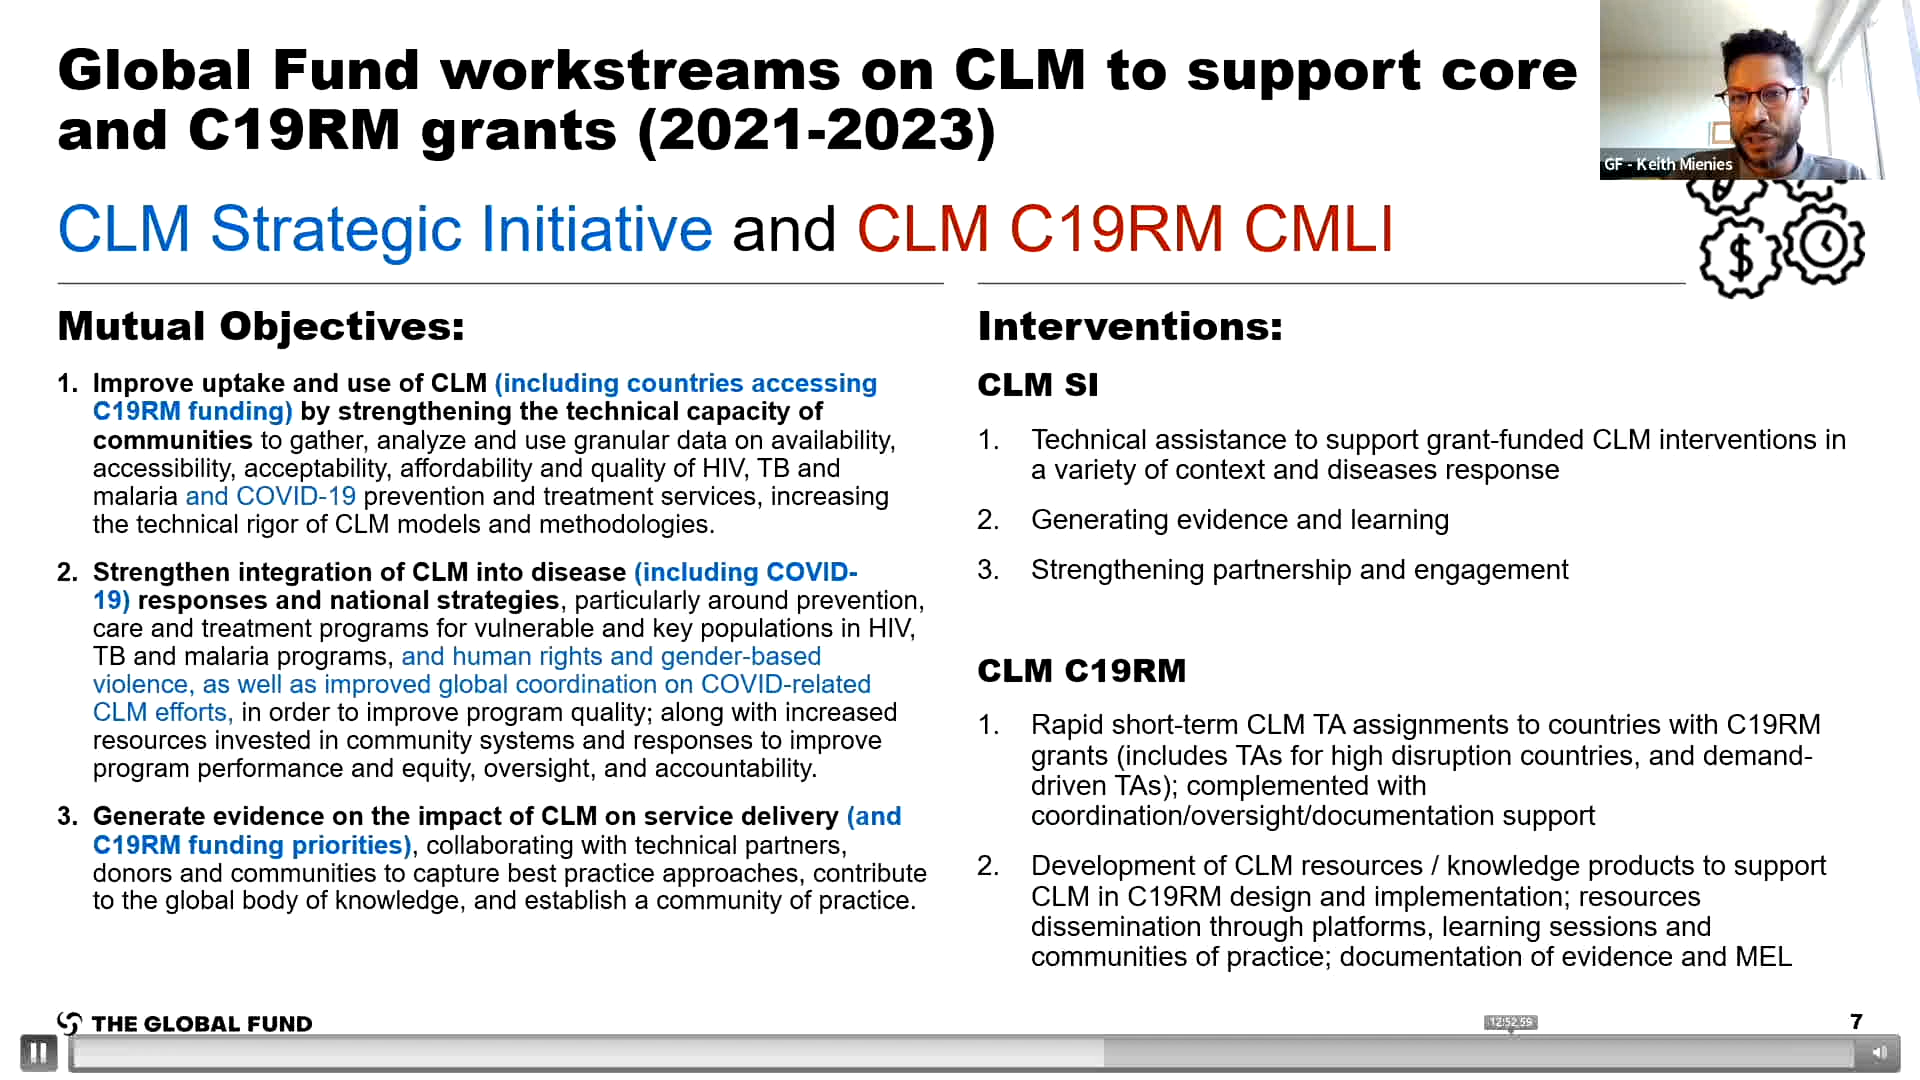 Global Fund workstreams on CLM to support core
and C19RM grants (2021-2023)
GF - Keith Mienies
CLM Strategic Initiative and CLM C19RM CMLI
$
Mutual Objectives:
1. Improve uptake and use of CLM (including countries accessing
C19RM funding) by strengthening the technical capacity of
communities to gather, analyze and use granular data on availability,
accessibility, acceptability, affordability and quality of HIV, TB and
malaria and COVID-19 prevention and treatment services, increasing
the technical rigor of CLM models and methodologies.
2. Strengthen integration of CLM into disease (including COVID-
19) responses and national strategies, particularly around prevention,
care and treatment programs for vulnerable and key populations in HIV,
TB and malaria programs, and human rights and gender-based
violence, as well as improved global coordination on COVID-related
CLM efforts, in order to improve program quality; along with increased
resources invested in community systems and responses to improve
program performance and equity, oversight, and accountability.
3. Generate evidence on the impact of CLM on service delivery (and
C19RM funding priorities), collaborating with technical partners,
donors and communities to capture best practice approaches, contribute
to the global body of knowledge, and establish a community of practice.
Interventions:
CLM SI
1. Technical assistance to support grant-funded CLM interventions in
a variety of context and diseases response
2. Generating evidence and learning
3. Strengthening partnership and engagement
CLM C19RM
1. Rapid short-term CLM TA assignments to countries with C19RM
grants (includes TAs for high disruption countries, and demand-
driven TAs); complemented with
coordination/oversight/documentation support
2. Development of CLM resources / knowledge products to support
CLM in C19RM design and implementation; resources
dissemination through platforms, learning sessions and
communities of practice; documentation of evidence and MEL
THE GLOBAL FUND
12:52:59
7